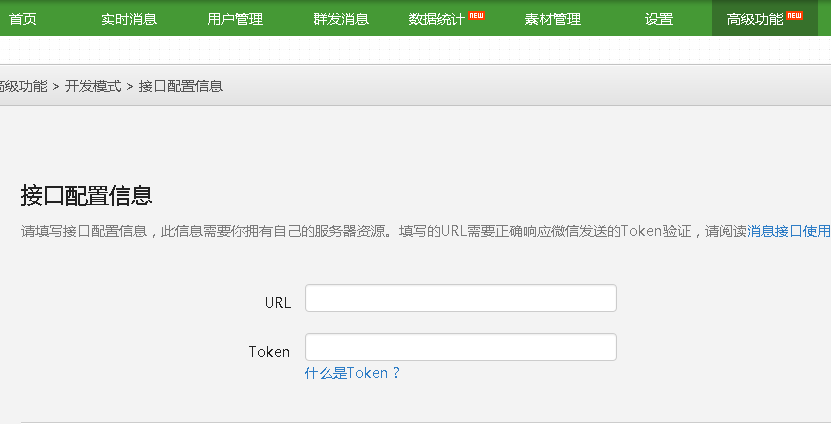 首页 实时消息 用户管理 群发消息 数据统计 NEW 素材管理 设置 高级功能 NEW
高级功能 > 开发模式 > 接口配置信息
接口配置信息
请填写接口配置信息，此信息需要你拥有自己的服务器资源。填写的URL需要正确响应微信发送的Token验证，请阅读消息接口使用
URL
Token
什么是Token？